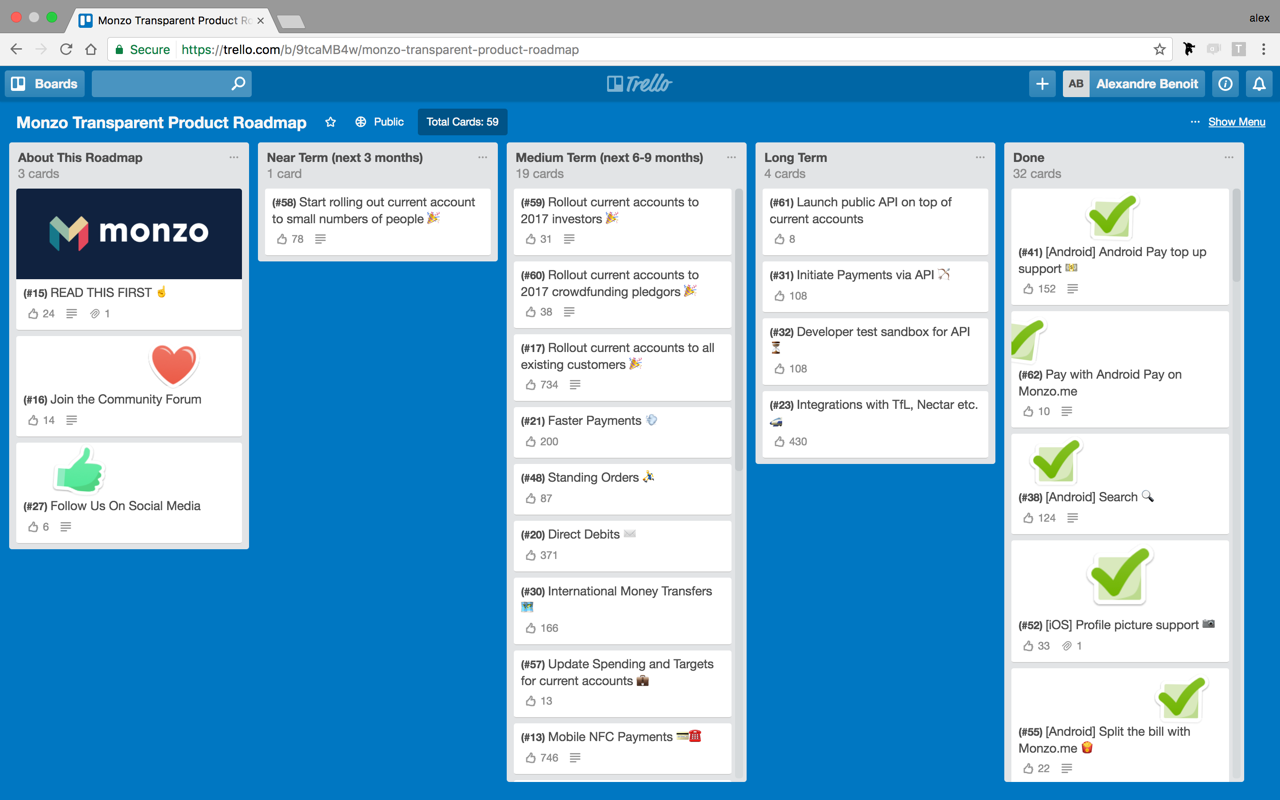 Monzo Transparent Product Ro
alex
Secure
https://trello.com/b/9tcaMB4w/monzo-transparent-product-roadmap
T
Boards
Trello
AB
Alexandre Benoit
Monzo Transparent Product Roadmap
Public
Total Cards: 59
Show Menu
About This Roadmap
3 cards
monzo
(#15) READ THIS FIRST
24
1
(#16) Join the Community Forum
14
(#27) Follow Us On Social Media
6
Near Term (next 3 months)
1 card
(#58) Start rolling out current account
to small numbers of people
78
Medium Term (next 6-9 months)
19 cards
(#59) Rollout current accounts to
2017 investors
31
(#60) Rollout current accounts to
2017 crowdfunding pledgors
38
(#17) Rollout current accounts to all
existing customers
734
(#21) Faster Payments
200
(#48) Standing Orders
87
(#20) Direct Debits
371
(#30) International Money Transfers
166
(#57) Update Spending and Targets
for current accounts
13
(#13) Mobile NFC Payments
746
Long Term
4 cards
(#61) Launch public API on top of
current accounts
8
(#31) Initiate Payments via API
108
(#32) Developer test sandbox for API
108
(#23) Integrations with TfL, Nectar etc.
430
Done
32 cards
(#41) [Android] Android Pay top up
support
152
(#62) Pay with Android Pay on
Monzo.me
10
(#38) [Android] Search
124
(#52) [iOS] Profile picture support
33
1
(#55) [Android] Split the bill with
Monzo.me
22